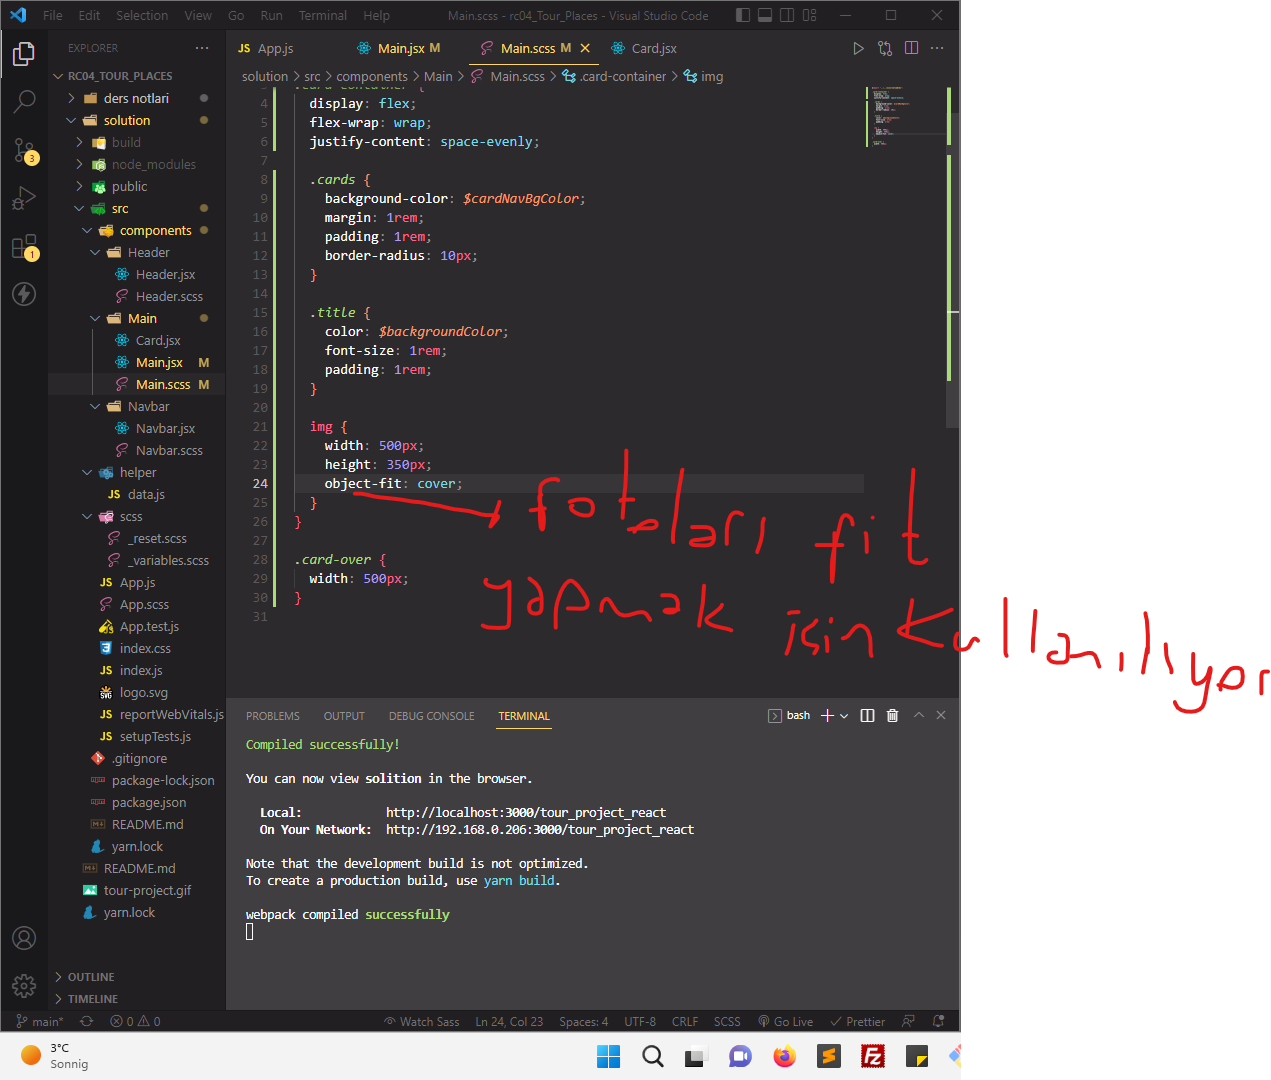 File Edit Selection View Go Run Terminal Help Main.scss - rc04_Tour_Places - Visual Studio Code
EXPLORER
RC04_TOUR_PLACES
ders notlari
solution
build
node_modules
public
src
components
Header
Header.jsx
Header.scss
Main
Card.jsx
Main.jsx M
Main.scss M
Navbar
Navbar.jsx
Navbar.scss
helper
JS data.js
scss
_reset.scss
_variables.scss
JS App.js
App.scss
App.test.js
index.css
JS index.js
logo.svg
JS reportWebVitals.js
JS setupTests.js
.gitignore
package-lock.json
package.json
README.md
yarn.lock
README.md
tour-project.gif
yarn.lock
OUTLINE
TIMELINE
3
1
JS App.js Main.jsx M Main.scss M Card.jsx
solution > src > components > Main > Main.scss > .card-container > img
4 display: flex;
5 flex-wrap: wrap;
6 justify-content: space-evenly;
7
8 .cards {
9 background-color: $cardNavBgColor;
10 margin: 1rem;
11 padding: 1rem;
12 border-radius: 10px;
13 }
14
15 .title {
16 color: $backgroundColor;
17 font-size: 1rem;
18 padding: 1rem;
19 }
20
21 img {
22 width: 500px;
23 height: 350px;
24 object-fit: cover;
25 }
26 }
27
28 .card-over {
29 width: 500px;
30 }
31
fotoları fit
yapmak için kullanılıyor
PROBLEMS OUTPUT DEBUG CONSOLE TERMINAL bash
Compiled successfully!
You can now view solition in the browser.
Local: http://localhost:3000/tour_project_react
On Your Network: http://192.168.0.206:3000/tour_project_react
Note that the development build is not optimized.
To create a production build, use yarn build.
webpack compiled successfully
main* 0 0 Watch Sass Ln 24, Col 23 Spaces: 4 UTF-8 CRLF SCSS Go Live Prettier
3°C
Sonnig